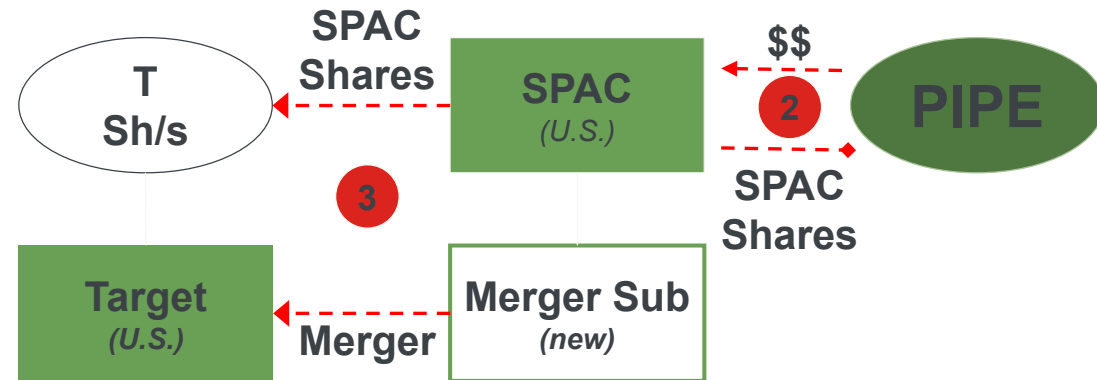 SPAC
Shares
T
Sh/s
SPAC
(U.S.)
$$
2
PIPE
SPAC
Shares
3
Target
(U.S.)
Merger
Merger Sub
(new)